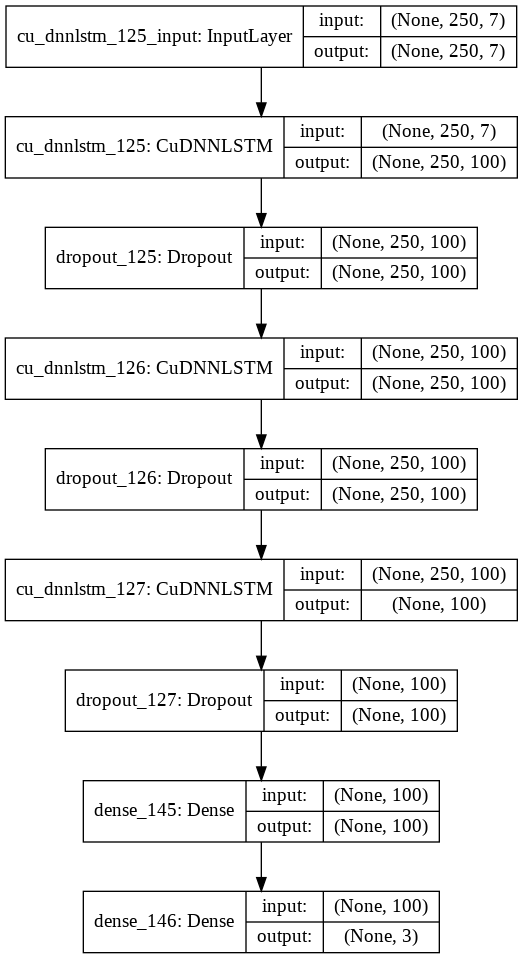 cu_dnnlstm_125_input: InputLayer
input: (None, 250, 7)
output: (None, 250, 7)
cu_dnnlstm_125: CuDNNLSTM
input: (None, 250, 7)
output: (None, 250, 100)
dropout_125: Dropout
input: (None, 250, 100)
output: (None, 250, 100)
cu_dnnlstm_126: CuDNNLSTM
input: (None, 250, 100)
output: (None, 250, 100)
dropout_126: Dropout
input: (None, 250, 100)
output: (None, 250, 100)
cu_dnnlstm_127: CuDNNLSTM
input: (None, 250, 100)
output: (None, 100)
dropout_127: Dropout
input: (None, 100)
output: (None, 100)
dense_145: Dense
input: (None, 100)
output: (None, 100)
dense_146: Dense
input: (None, 100)
output: (None, 3)